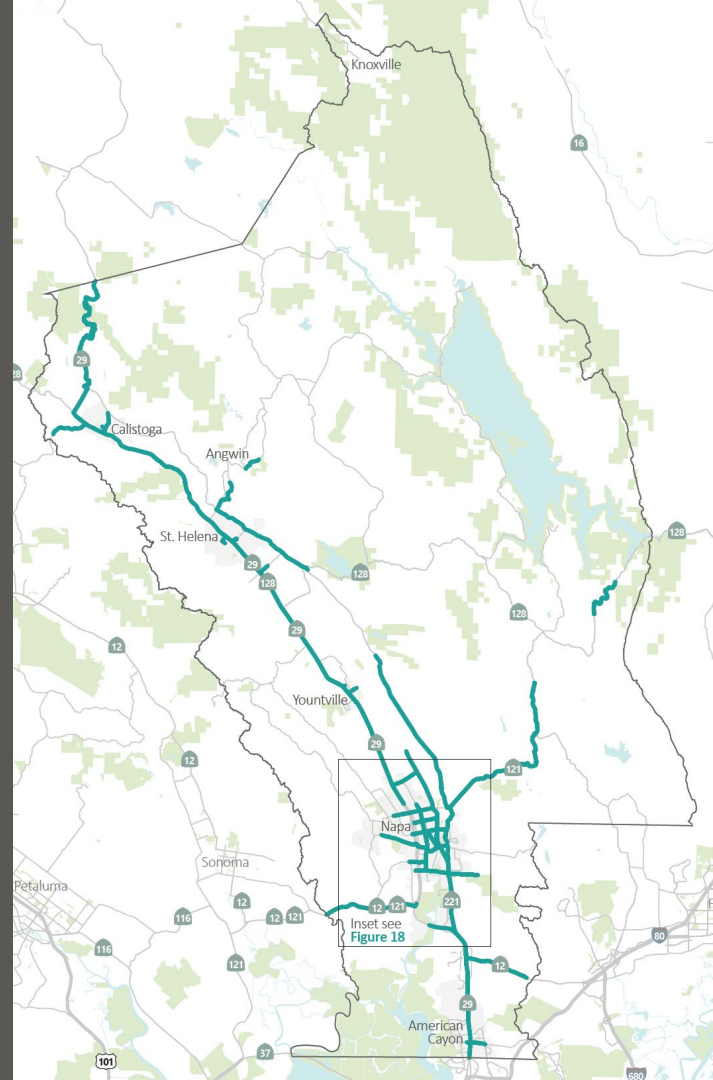 Knoxville
16
29
28
Calistoga
Angwin
St. Helena
29
128
128
128
128
29
12
Yountville
29
12
121
Napa
Sonoma
Petaluma
12
12
121
116
12
121
221
Inset see
Figure 18
116
121
12
80
29
American
Cayon
37
101
680